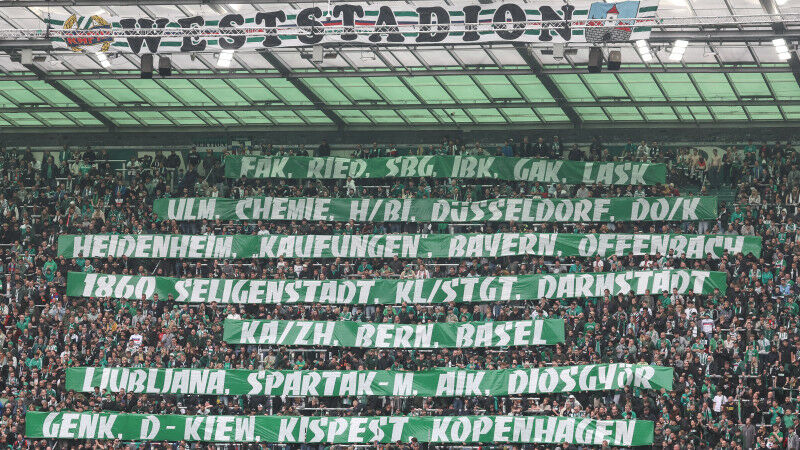 WESTSTADION
FAK, RIED, SBG, IBK, GAK, LASK
ULM, CHEMIE, H/BI, DÜSSELDORF, DO/K
HEIDENHEIM, KAUFUNGEN, BAYERN, OFFENBACH
1860, SELIGENSTADT, KL/STGT, DARMSTADT
KA/ZH, BERN, BASEL
LJUBLJANA, SPARTAK-M, AIK, DIOSGYÖR
GENK, D-KIEW, KISPEST, KOPENHAGEN